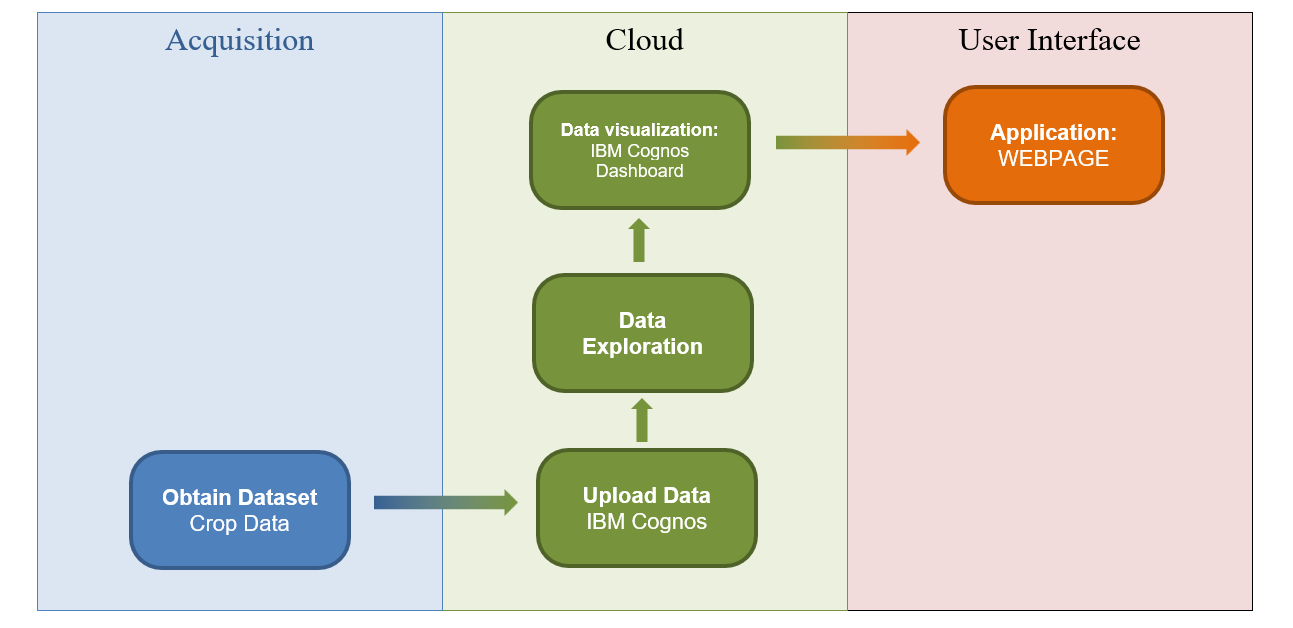 Acquisition
Cloud
User Interface
Data visualization:
IBM Cognos
Dashboard
Application:
WEBPAGE
Data
Exploration
Obtain Dataset
Crop Data
Upload Data
IBM Cognos